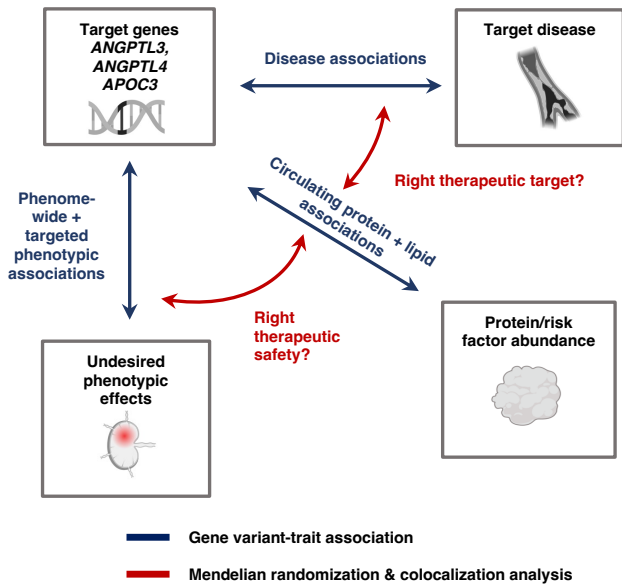 Target genes
ANGPTL3,
ANGPTL4
APOC3
Disease associations
Target disease
Right therapeutic target?
Circulating protein + lipid
associations
Phenome-
wide +
targeted
phenotypic
associations
Right
therapeutic
safety?
Undesired
phenotypic
effects
Protein/risk
factor abundance
Gene variant-trait association
Mendelian randomization & colocalization analysis